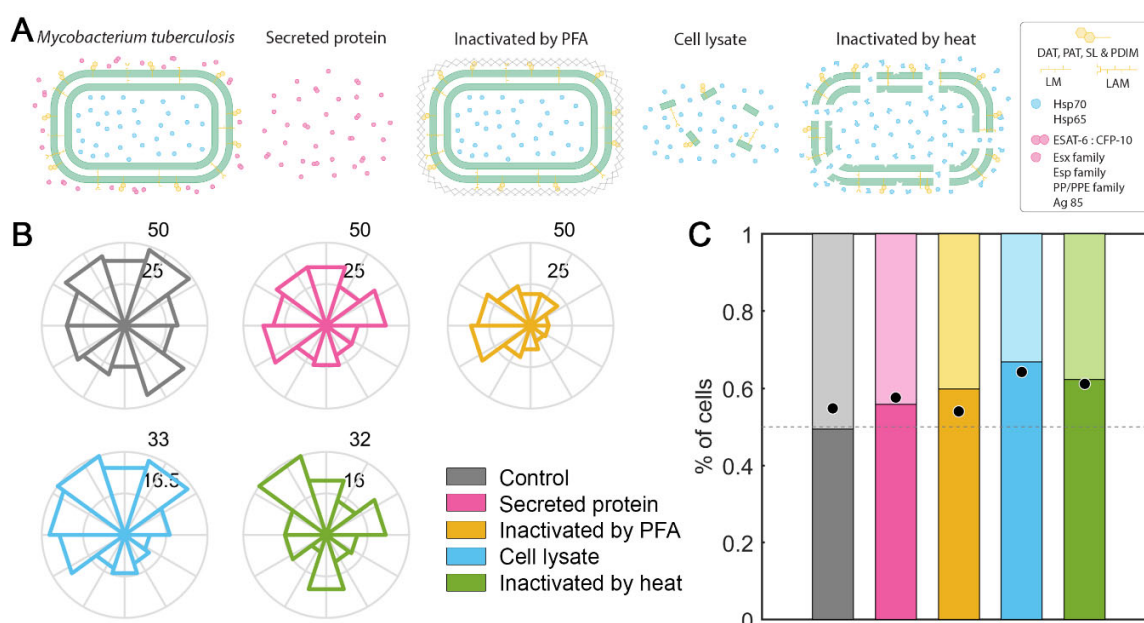 A
Mycobacterium tuberculosis
Secreted protein
Inactivated by PFA
Cell lysate
Inactivated by heat
DAT, PAT, SL & PDIM
LM
LAM
Hsp70
Hsp65
ESAT-6 : CFP-10
Esx family
Esp family
PP/PPE family
Ag 85
B
50
25
50
25
50
25
33
16.5
32
16
Control
Secreted protein
Inactivated by PFA
Cell lysate
Inactivated by heat
C
1
0.8
0.6
0.4
0.2
0
% of cells